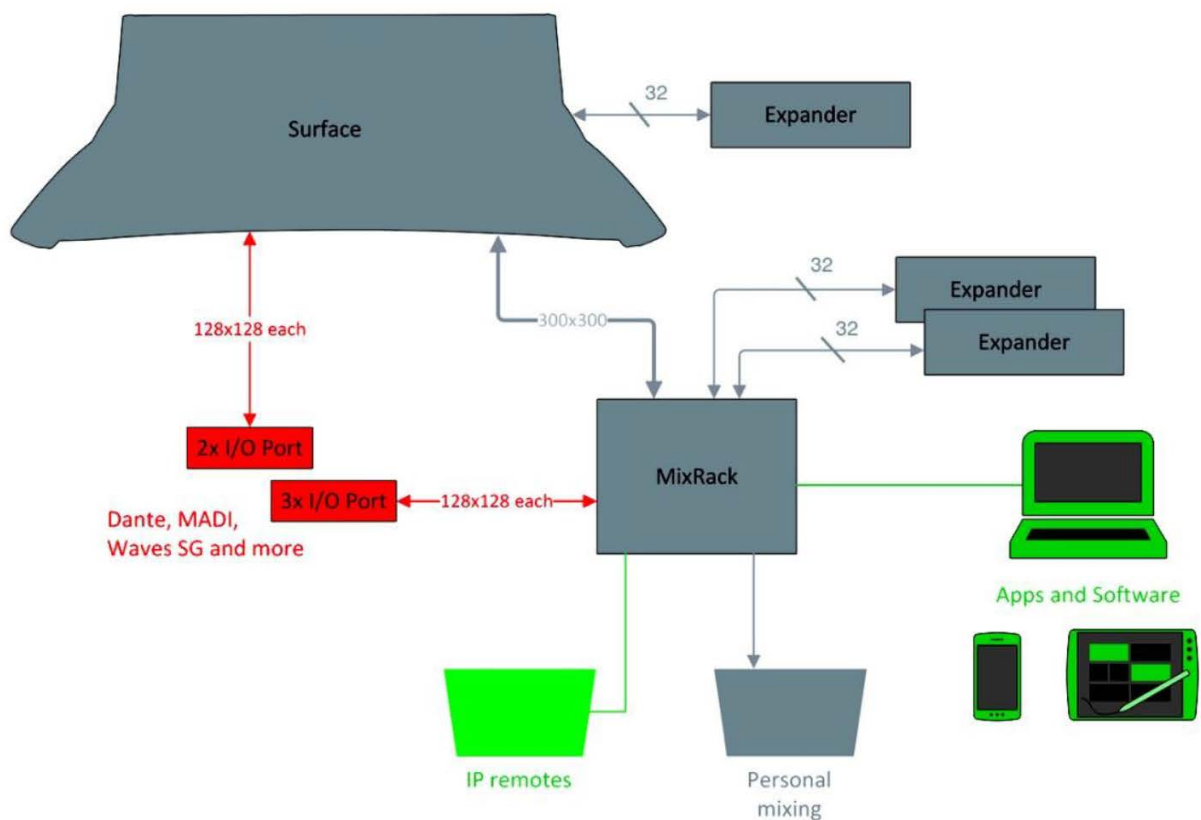 32
Surface
Expander
32
Expander
128x128 each
300x300
32
Expander
2x I/O Port
MixRack
3x I/O Port
128x128 each
Dante, MADI,
Waves SG and more
Apps and Software
IP remotes
Personal
mixing